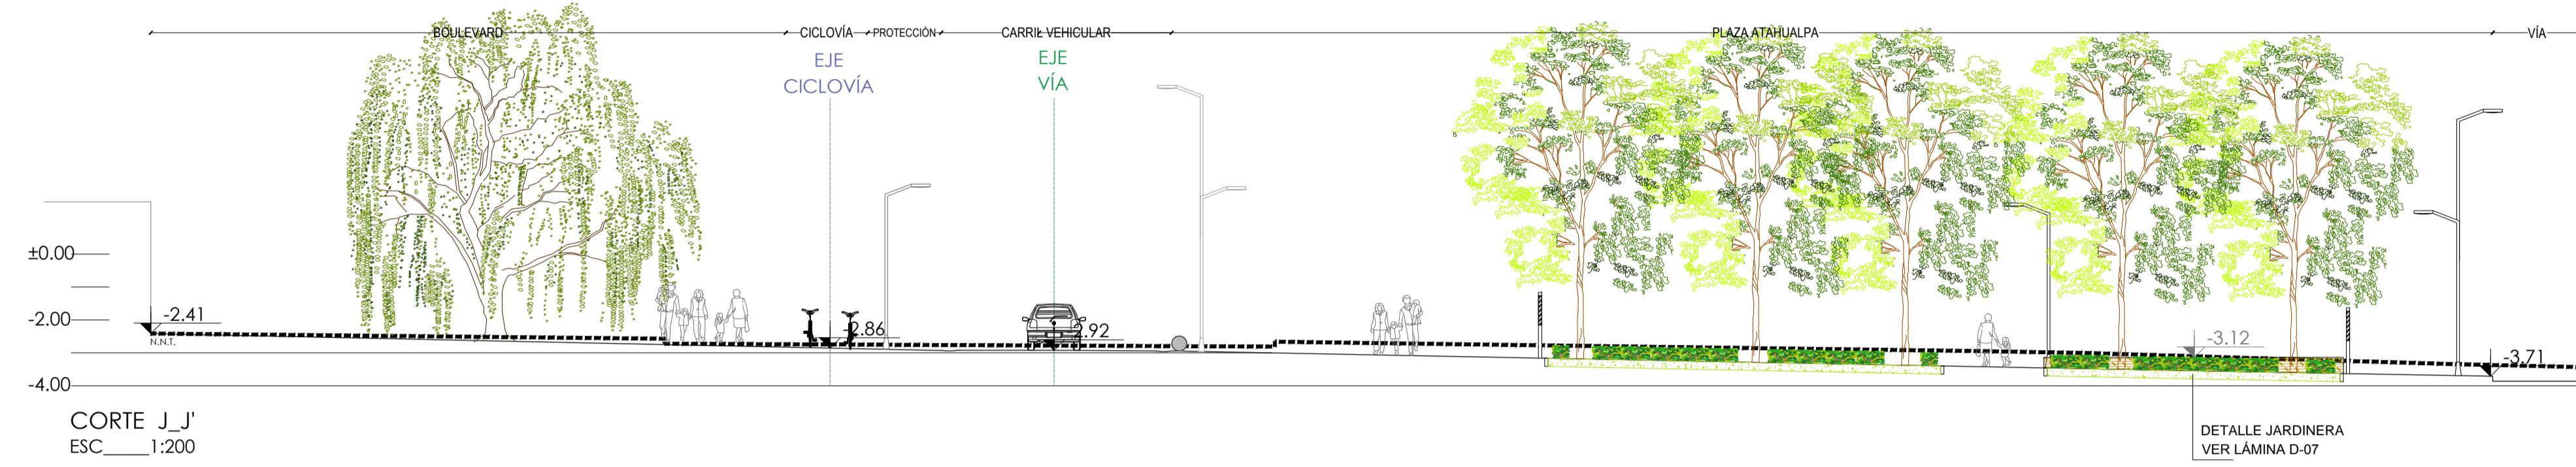 BOULEVARD CICLOVÍA PROTECCIÓN CARRIL VEHICULAR PLAZA ATAHUALPA VÍA
EJE
CICLOVÍA
EJE
VÍA
±0.00
-2.00
-4.00
-2.41
N.N.T.
-2.86
2.92
-3.12
-3.71
CORTE J_J'
ESC_____1:200
DETALLE JARDINERA
VER LÁMINA D-07